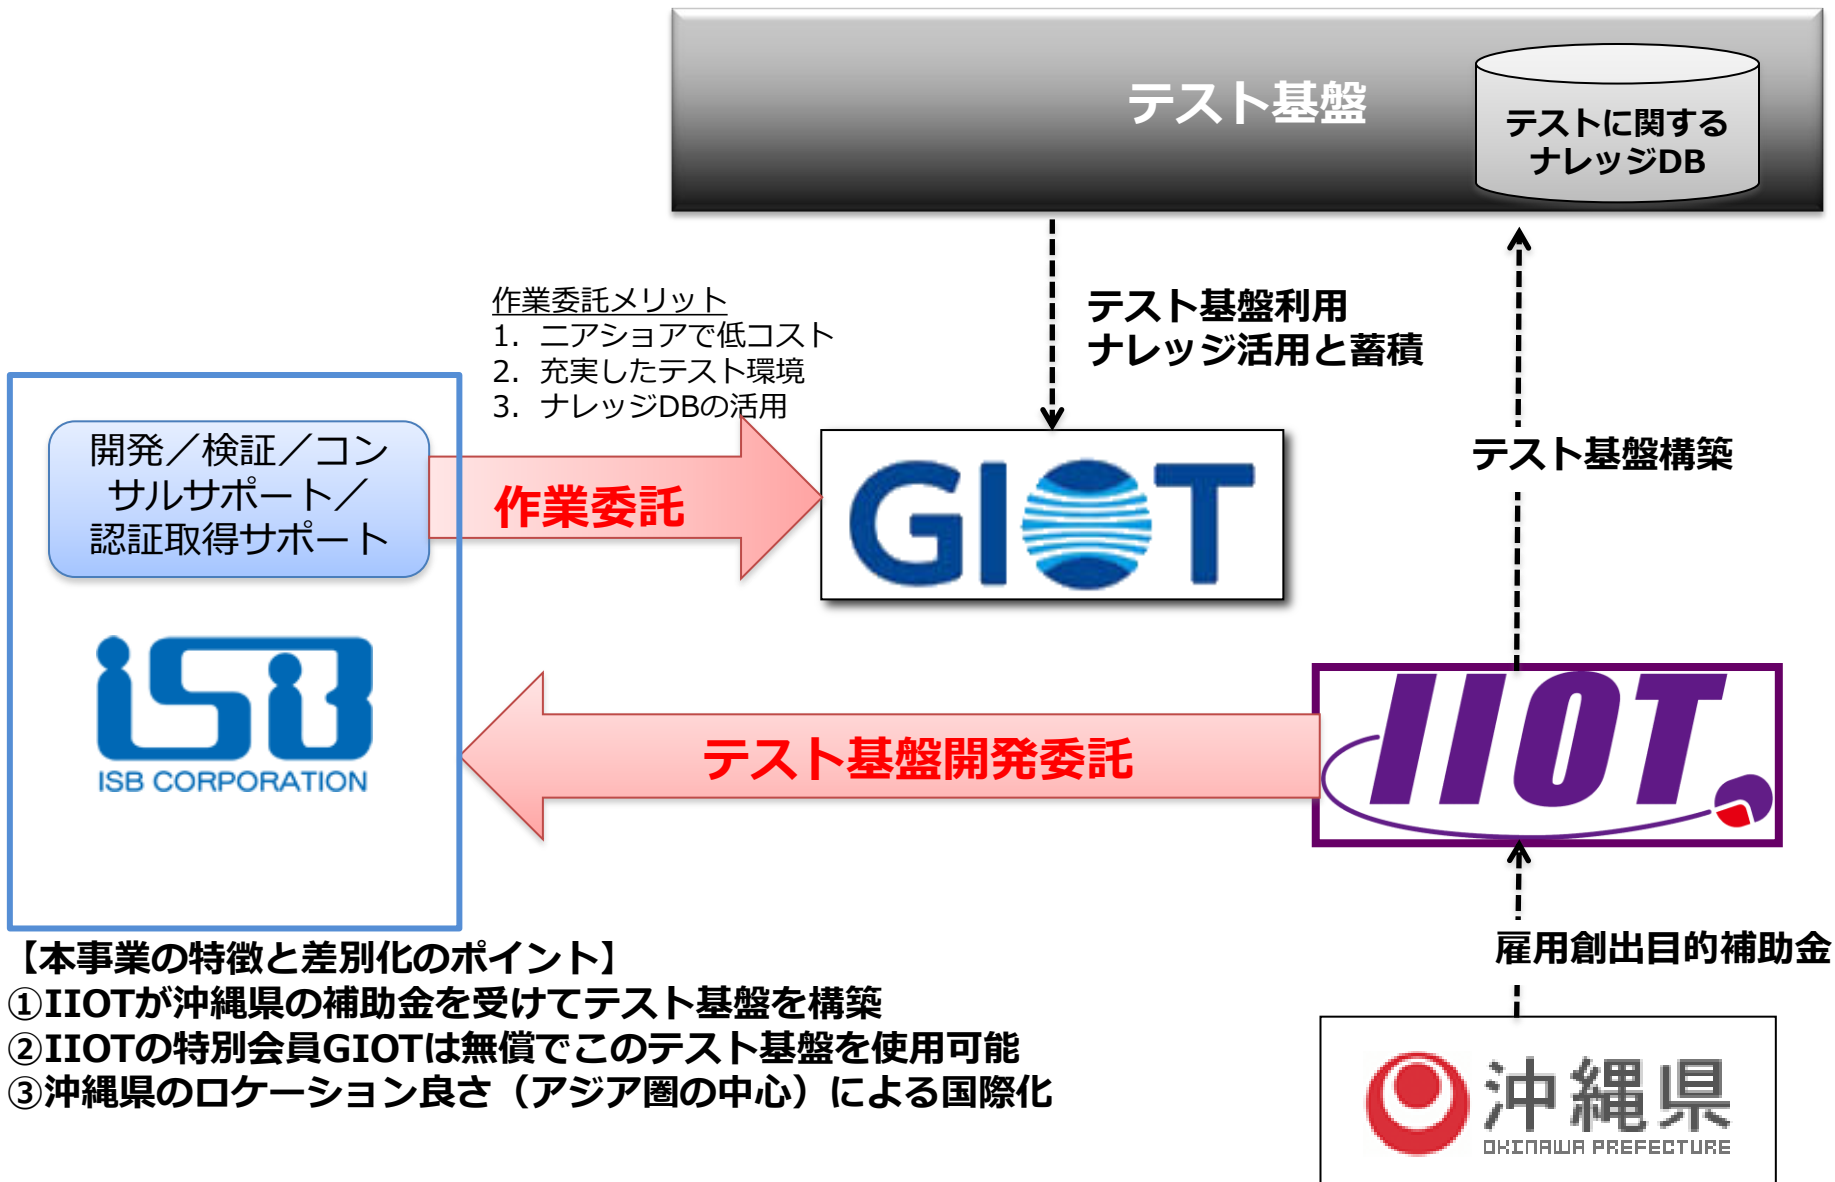 テスト基盤
テストに関する
ナレッジDB
作業委託メリット
1. ニアショアで低コスト
2. 充実したテスト環境
3. ナレッジDBの活用
テスト基盤利用
ナレッジ活用と蓄積
開発／検証／コン
サルサポート／
認証取得サポート
作業委託
GIOT
テスト基盤構築
iSB
ISB CORPORATION
テスト基盤開発委託
IIOT
雇用創出目的補助金
【本事業の特徴と差別化のポイント】
①IIOTが沖縄県の補助金を受けてテスト基盤を構築
②IIOTの特別会員GIOTは無償でこのテスト基盤を使用可能
③沖縄県のロケーション良さ（アジア圏の中心）による国際化
沖縄県
OKINAWA PREFECTURE